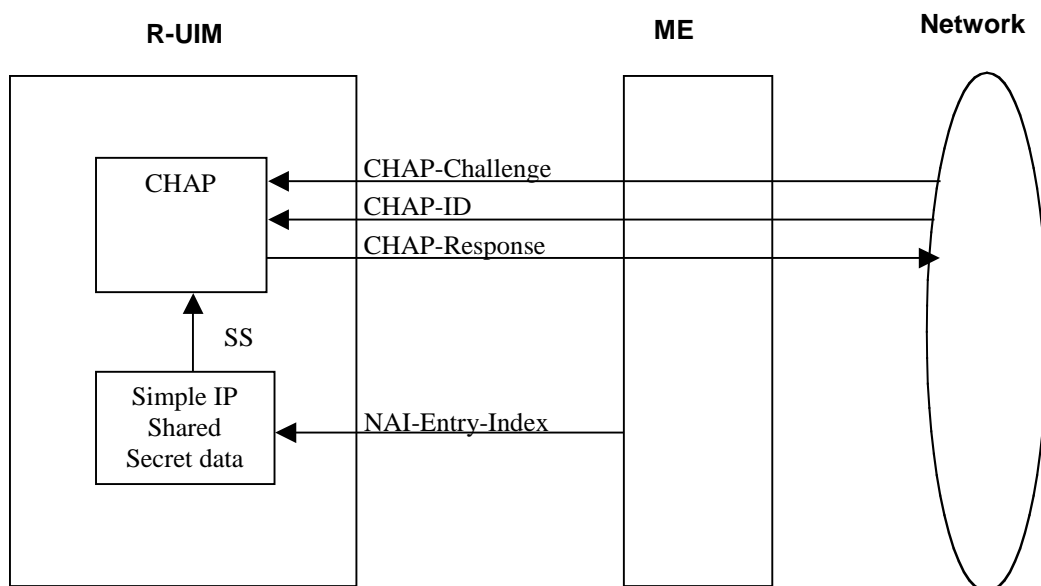 R-UIM
ME
Network
CHAP
CHAP-Challenge
CHAP-ID
CHAP-Response
SS
Simple IP
Shared
Secret data
NAI-Entry-Index